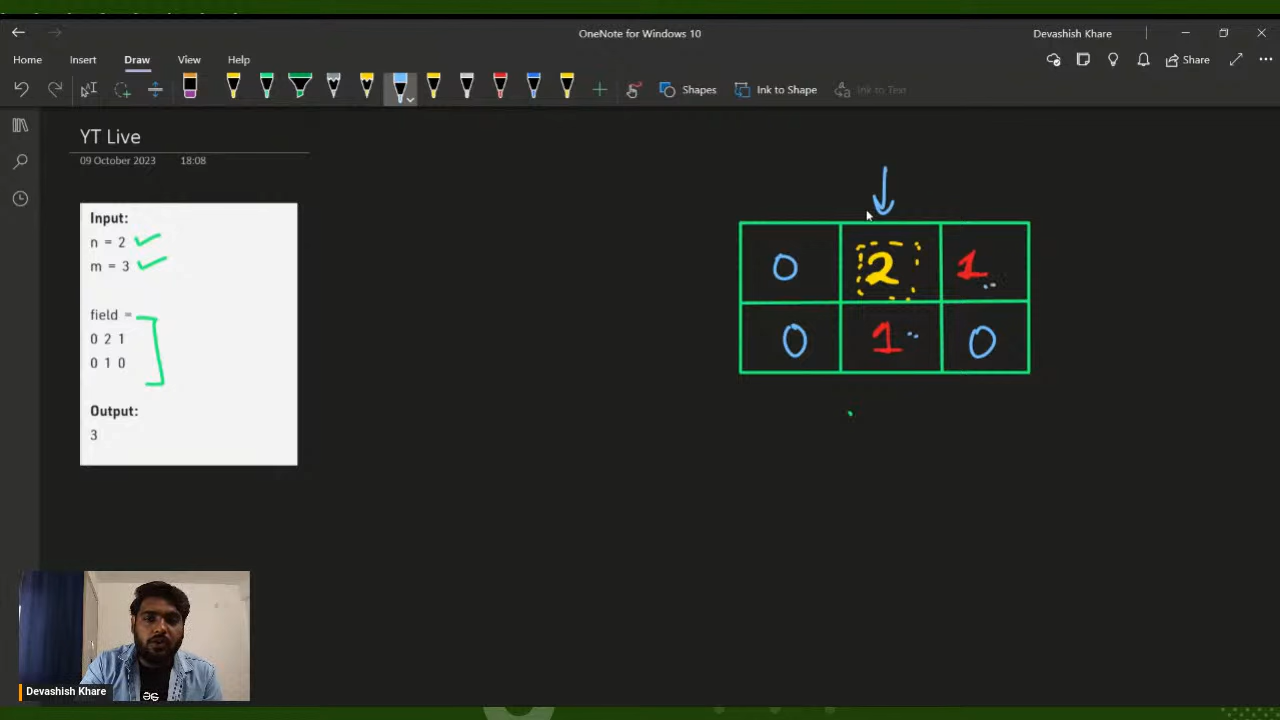 OneNote for Windows 10
Devashish Khare
Home Insert Draw View Help
Share
Shapes
Ink to Shape
Ink to Text
YT Live
09 October 2023 18:08
Input:
n = 2
m = 3
field =
0 2 1
0 1 0
Output:
3
0 2 1
0 1 0
Devashish Khare